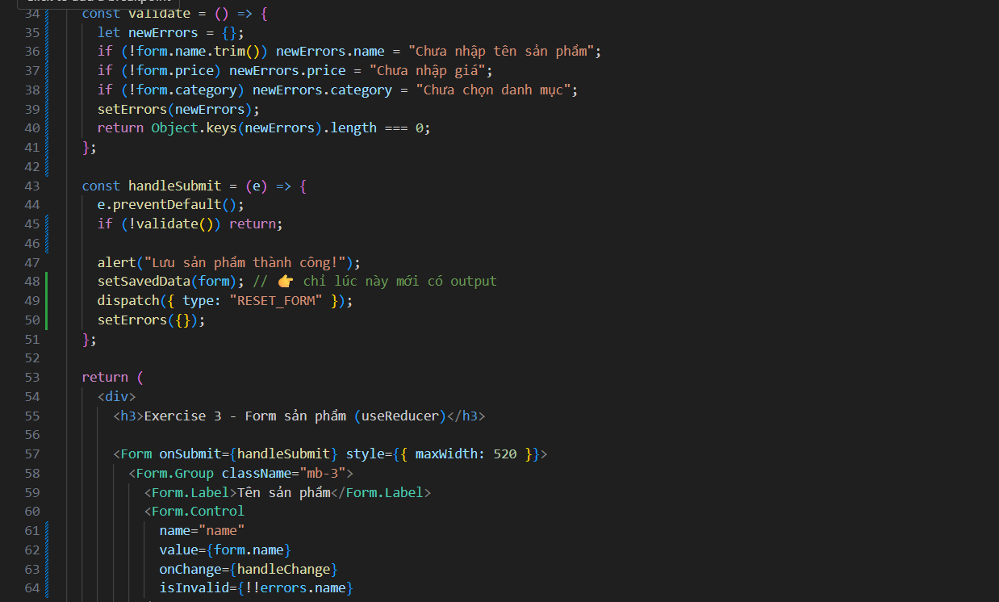 34 const validate = () => {
35 let newErrors = {};
36 if (!form.name.trim()) newErrors.name = "Chưa nhập tên sản phẩm";
37 if (!form.price) newErrors.price = "Chưa nhập giá";
38 if (!form.category) newErrors.category = "Chưa chọn danh mục";
39 setErrors(newErrors);
40 return Object.keys(newErrors).length === 0;
41 };
42
43 const handleSubmit = (e) => {
44 e.preventDefault();
45 if (!validate()) return;
46
47 alert("Lưu sản phẩm thành công!");
48 setSavedData(form); // 👉 chỉ lúc này mới có output
49 dispatch({ type: "RESET_FORM" });
50 setErrors({});
51 };
52
53 return (
54 <div>
55 <h3>Exercise 3 - Form sản phẩm (useReducer)</h3>
56
57 <Form onSubmit={handleSubmit} style={{ maxWidth: 520 }}>
58 <Form.Group className="mb-3">
59 <Form.Label>Tên sản phẩm</Form.Label>
60 <Form.Control
61 name="name"
62 value={form.name}
63 onChange={handleChange}
64 isInvalid={!!errors.name}